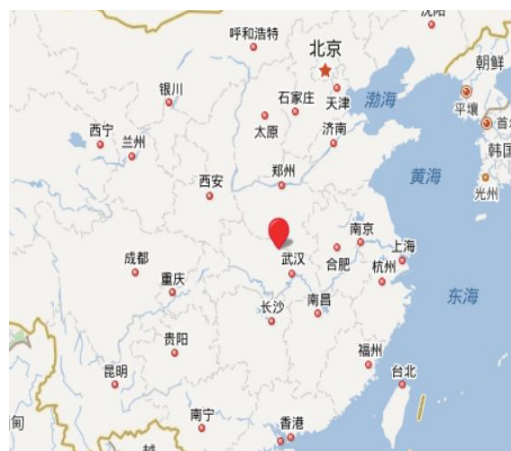 沈阳
呼和浩特
北京
朝鲜
银川
石家庄
天津
渤海
平壤
太原
西宁
兰州
济南
韩国
西安
郑州
黄海
光州
南京
上海
成都
武汉
合肥
杭州
重庆
长沙
南昌
东海
贵阳
福州
昆明
台北
南宁
香港